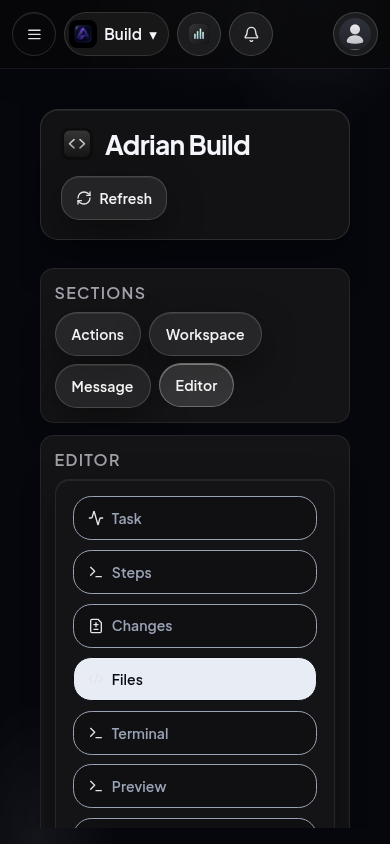 Build
Adrian Build
Refresh
SECTIONS
Actions
Workspace
Message
Editor
EDITOR
Task
Steps
Changes
Files
Terminal
Preview